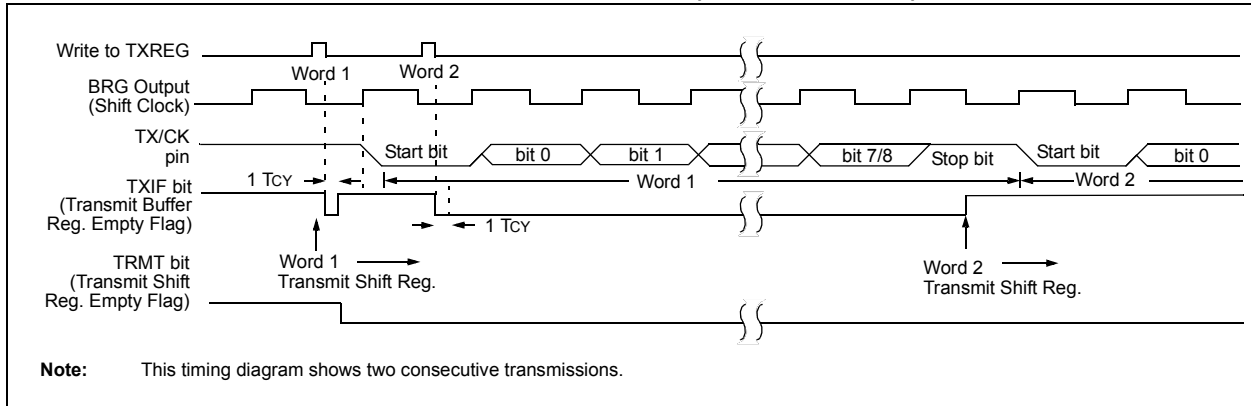 Write to TXREG
Word 1
Word 2
BRG Output
(Shift Clock)
TX/CK
pin
Start bit
bit 0
bit 1
bit 7/8
Stop bit
Start bit
bit 0
1 TCY
Word 1
Word 2
TXIF bit
(Transmit Buffer
Reg. Empty Flag)
1 TCY
Word 1
Transmit Shift Reg.
Word 2
Transmit Shift Reg.
TRMT bit
(Transmit Shift
Reg. Empty Flag)
Note: This timing diagram shows two consecutive transmissions.